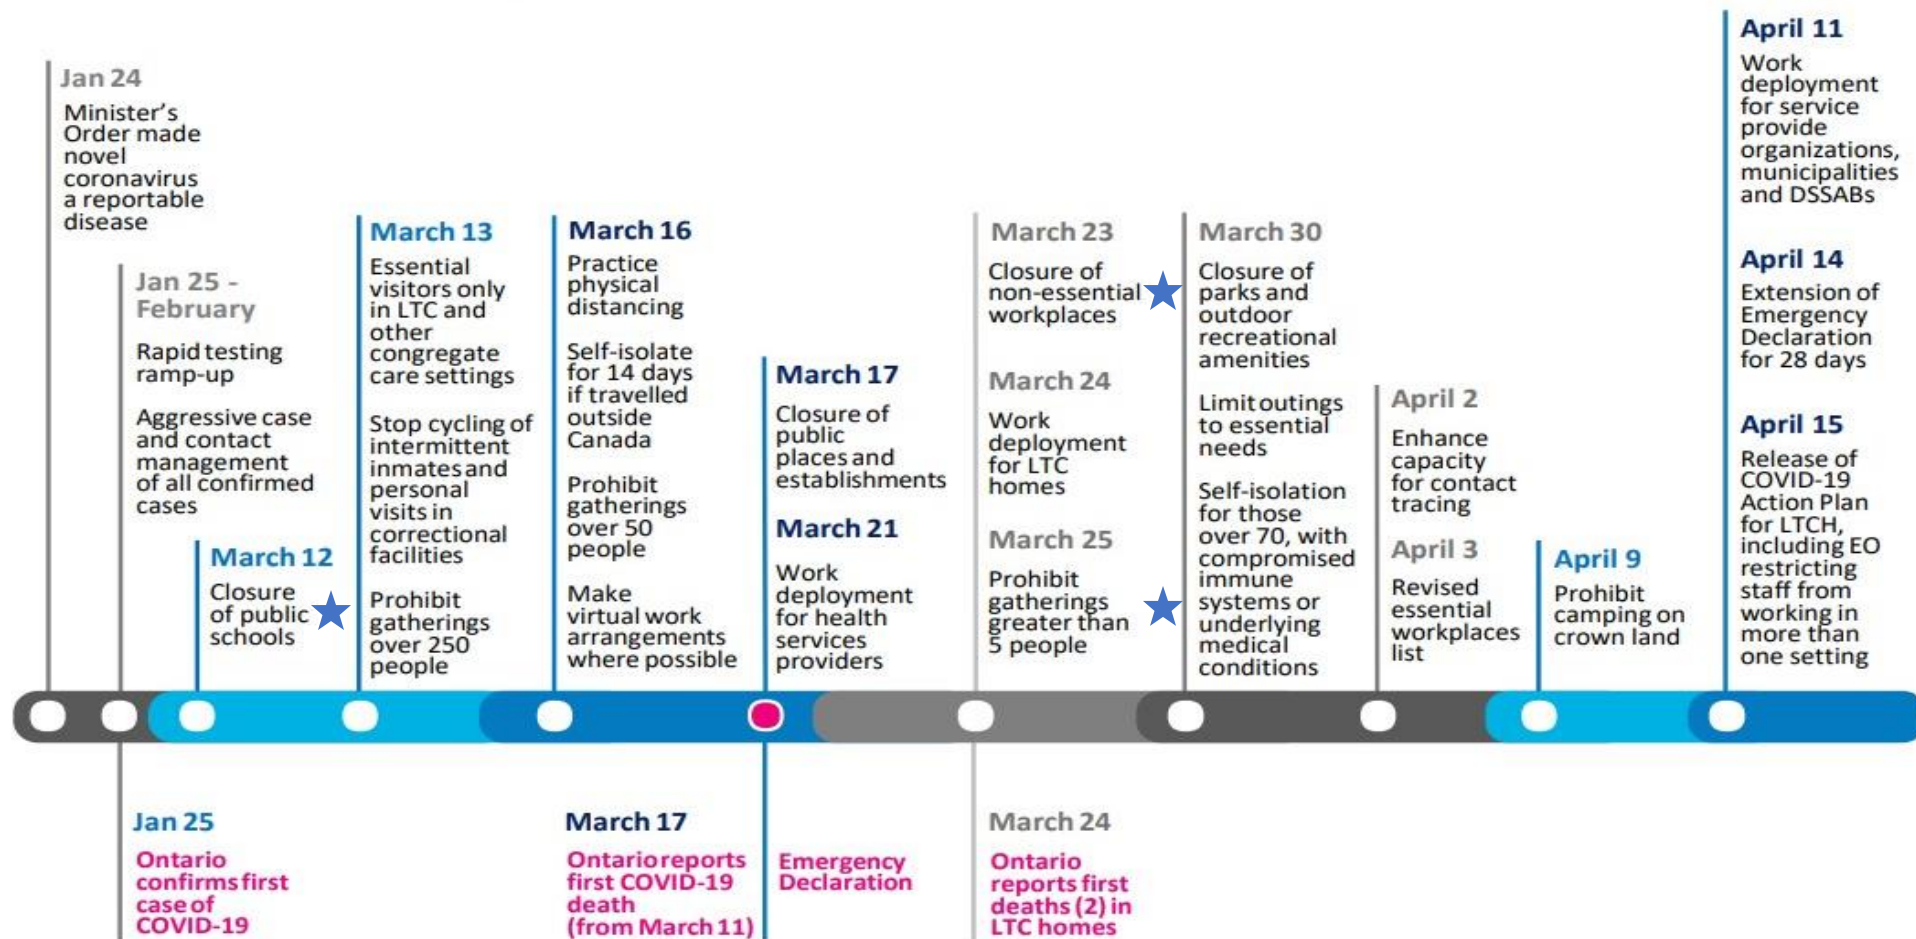 Jan 24
Minister's
Order made
novel
coronavirus
a reportable
disease
Jan 25 -
February
Rapid testing
ramp-up
Aggressive case
and contact
management
of all confirmed
cases
March 12
Closure
of public
schools
March 13
Essential
visitors only
in LTC and
other
congregate
care settings
Stop cycling of
intermittent
inmates and
personal
visits in
correctional
facilities
Prohibit
gatherings
over 250
people
March 16
Practice
physical
distancing
Self-isolate
for 14 days
if travelled
outside
Canada
Prohibit
gatherings
over 50
people
Make
virtual work
arrangements
where possible
March 17
Closure of
public
places and
establishments
March 21
Work
deployment
for health
services
providers
March 23
Closure of
non-essential
workplaces
March 24
Work
deployment
for LTC
homes
March 25
Prohibit
gatherings
greater than
5 people
March 30
Closure of
parks and
outdoor
recreational
amenities
Limit outings
to essential
needs
Self-isolation
for those
over 70, with
compromised
immune
systems or
underlying
medical
conditions
April 2
Enhance
capacity
for contact
tracing
April 3
Revised
essential
workplaces
list
April 9
Prohibit
camping on
crown land
April 11
Work
deployment
for service
provide
organizations,
municipalities
and DSSABs
April 14
Extension of
Emergency
Declaration
for 28 days
April 15
Release of
COVID-19
Action Plan
for LTCH,
including EO
restricting
staff from
working in
more than
one setting
Jan 25
Ontario
confirms first
case of
COVID-19
March 17
Ontario reports
first COVID-19
death
(from March 11)
Emergency
Declaration
March 24
Ontario
reports first
deaths (2) in
LTC homes